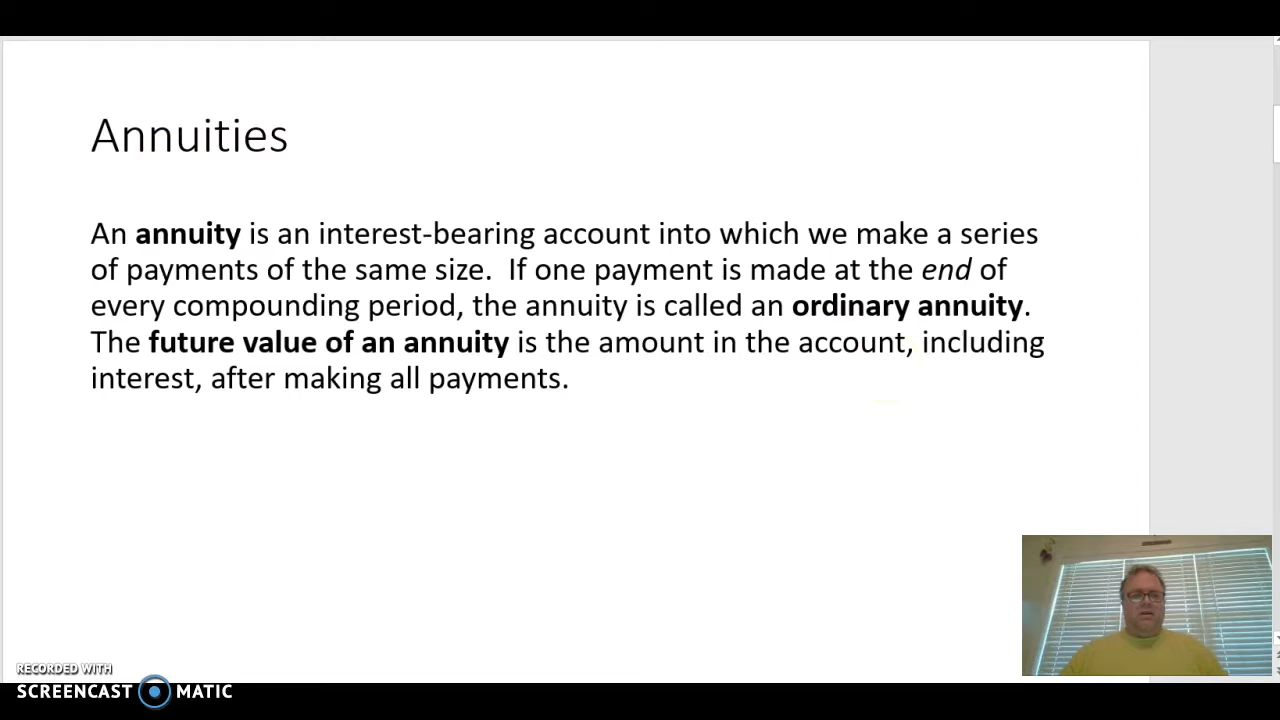 Annuities
An annuity is an interest-bearing account into which we make a series
of payments of the same size.  If one payment is made at the end of
every compounding period, the annuity is called an ordinary annuity.
The future value of an annuity is the amount in the account, including
interest, after making all payments.
RECORDED WITH
SCREENCAST MATIC